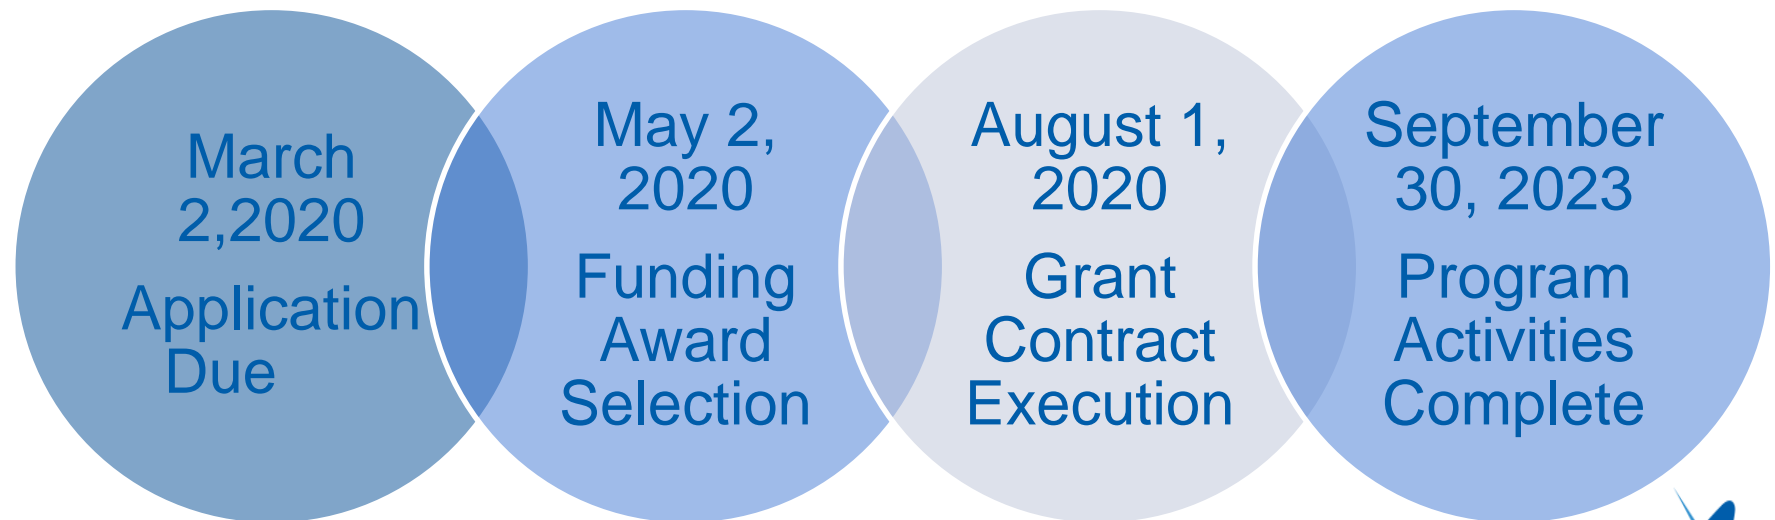 March
2,2020
Application
Due
May 2,
2020
Funding
Award
Selection
August 1,
2020
Grant
Contract
Execution
September
30, 2023
Program
Activities
Complete